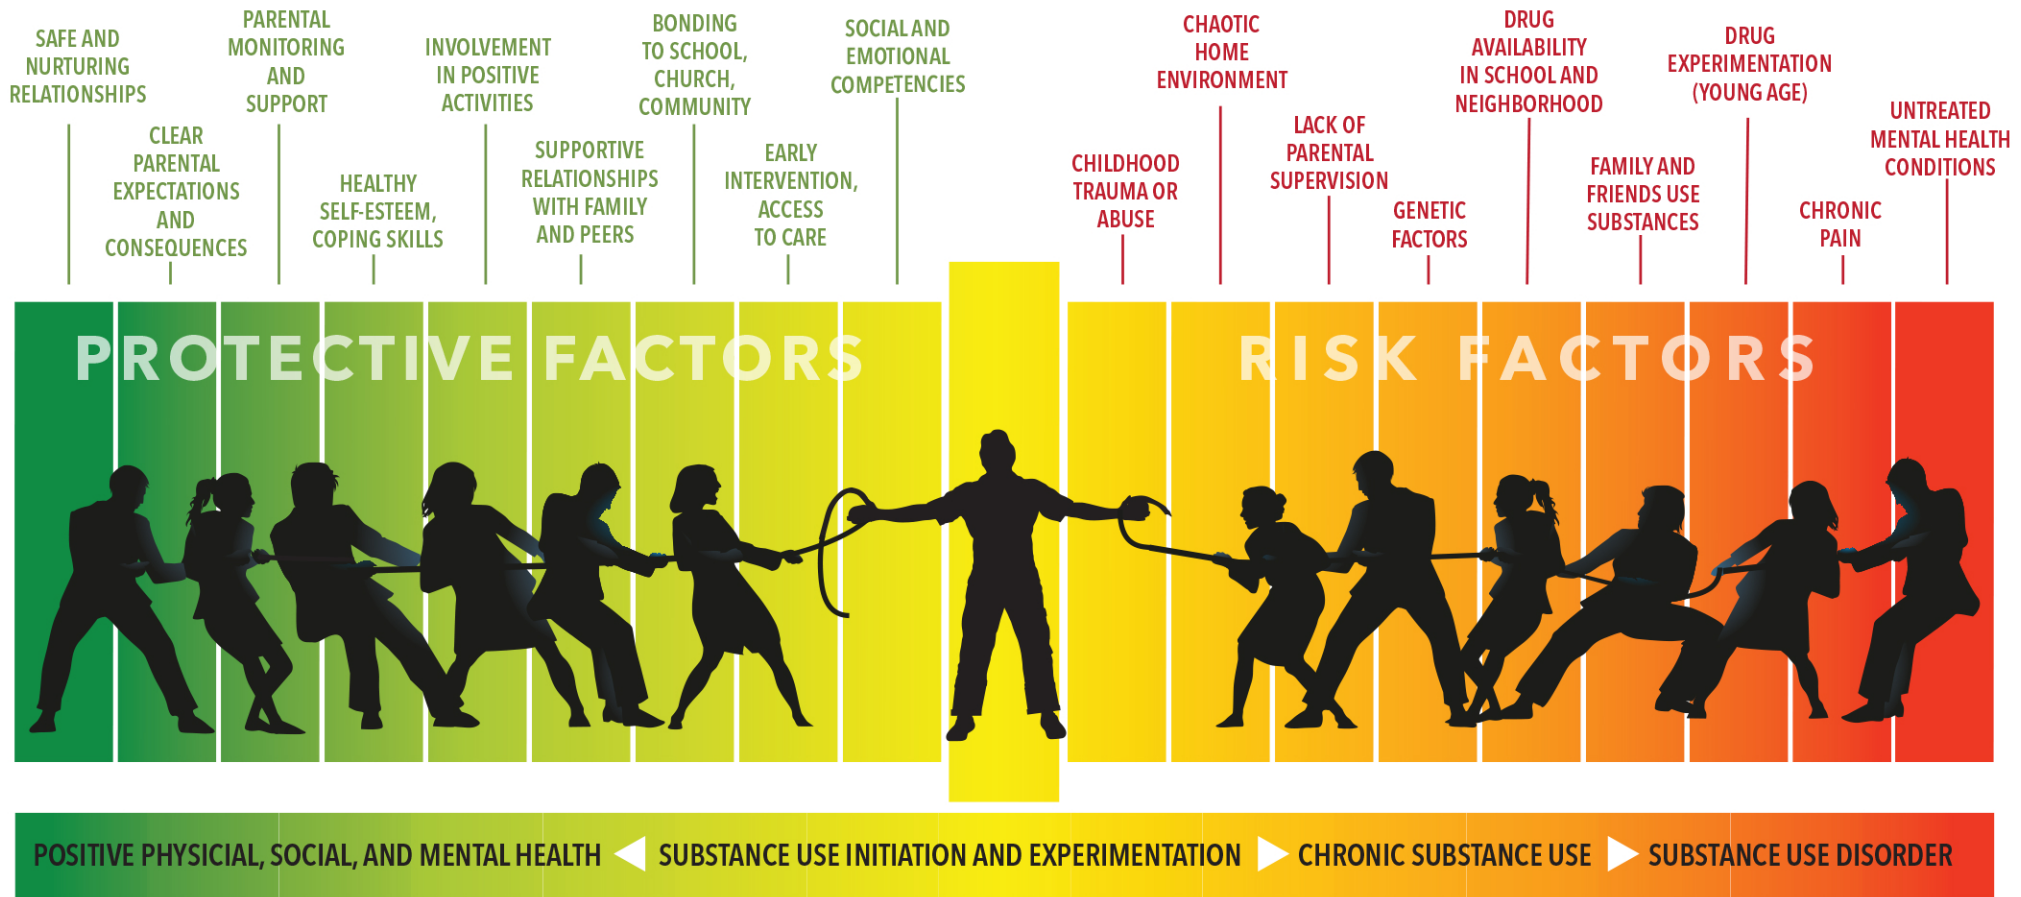 SAFE AND
NURTURING
RELATIONSHIPS
CLEAR
PARENTAL
EXPECTATIONS
AND
CONSEQUENCES
PARENTAL
MONITORING
AND
SUPPORT
HEALTHY
SELF-ESTEEM,
COPING SKILLS
INVOLVEMENT
IN POSITIVE
ACTIVITIES
SUPPORTIVE
RELATIONSHIPS
WITH FAMILY
AND PEERS
BONDING
TO SCHOOL,
CHURCH,
COMMUNITY
EARLY
INTERVENTION,
ACCESS
TO CARE
SOCIAL AND
EMOTIONAL
COMPETENCIES
CHILDHOOD
TRAUMA OR
ABUSE
CHAOTIC
HOME
ENVIRONMENT
LACK OF
PARENTAL
SUPERVISION
GENETIC
FACTORS
DRUG
AVAILABILITY
IN SCHOOL AND
NEIGHBORHOOD
FAMILY AND
FRIENDS USE
SUBSTANCES
DRUG
EXPERIMENTATION
(YOUNG AGE)
CHRONIC
PAIN
UNTREATED
MENTAL HEALTH
CONDITIONS
PROTECTIVE FACTORS
RISK FACTORS
POSITIVE PHYSICIAL, SOCIAL, AND MENTAL HEALTH
SUBSTANCE USE INITIATION AND EXPERIMENTATION
CHRONIC SUBSTANCE USE
SUBSTANCE USE DISORDER